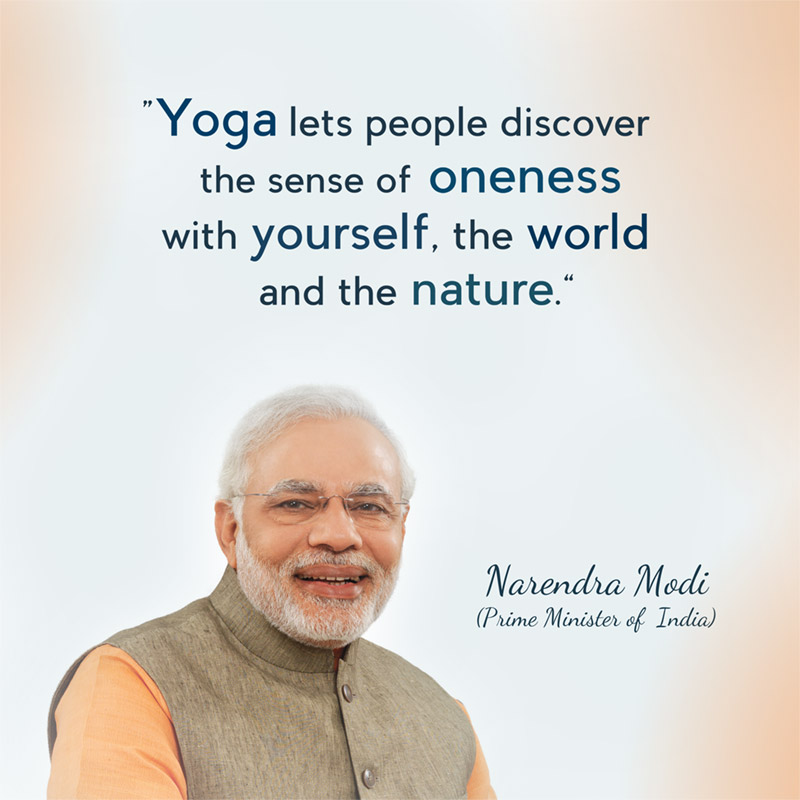 ”Yoga lets people discover
the sense of oneness
with yourself, the world
and the nature.“
Narendra Modi
(Prime Minister of India)